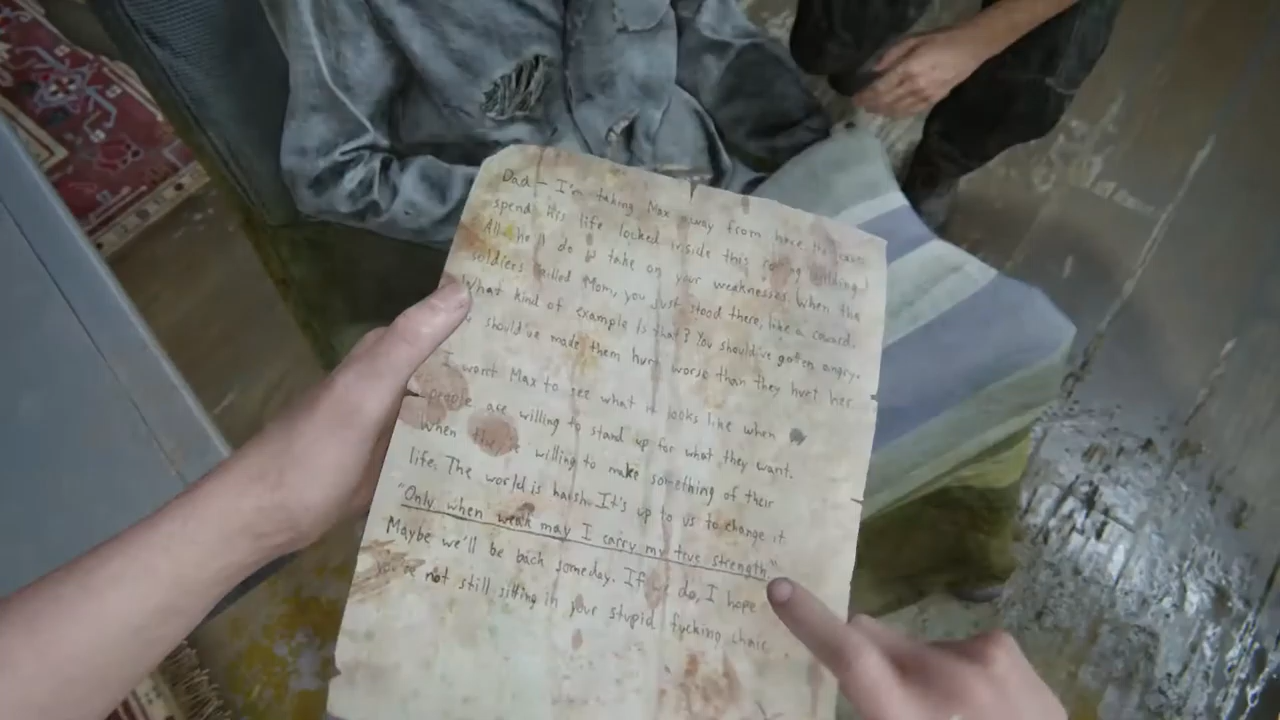 Dad – I'm taking Max away from here. He can't
spend his life locked inside this rotting building!
All he'll do is take on your weaknesses. When the
soldiers killed Mom, you just stood there, like a coward.
What kind of example is that? You should've gotten angry.
should've made them hurt worse than they hurt her.
I want Max to see what it looks like when
people are willing to stand up for what they want.
When they're willing to make something of their
life. The world is harsh. It's up to us to change it.
"Only when weak may I carry my true strength."
Maybe we'll be back someday. If we do, I hope
you're not still sitting in your stupid fucking chair.